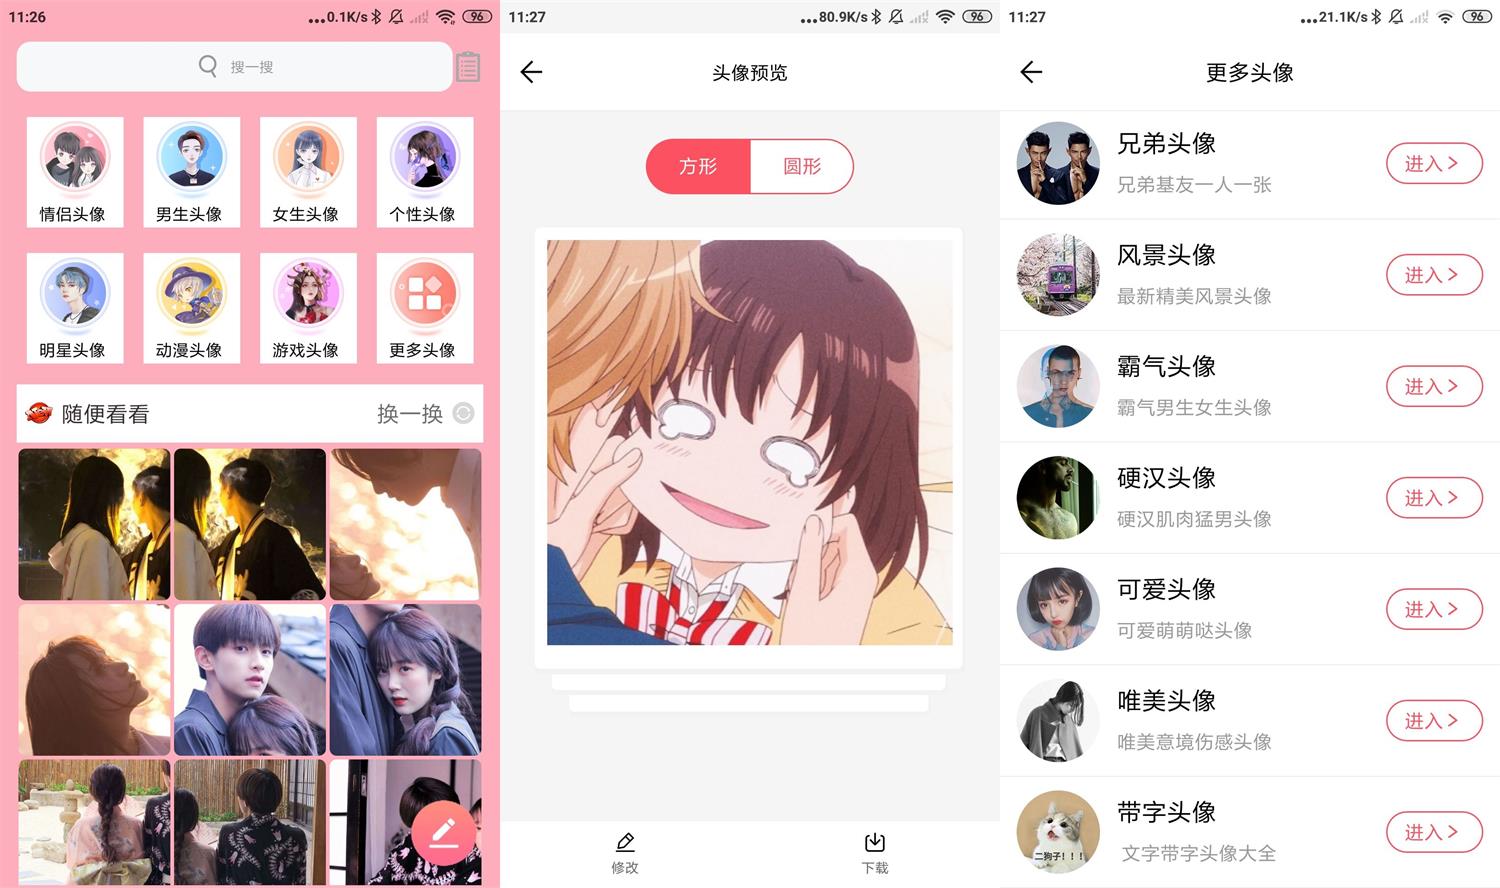 11:26
...0.1K/s
96
搜一搜
情侣头像
男生头像
女生头像
个性头像
明星头像
动漫头像
游戏头像
更多头像
随便看看
换一换
11:27
...80.9K/s
96
头像预览
方形
圆形
修改
下载
11:27
...21.1K/s
96
更多头像
兄弟头像
兄弟基友一人一张
进入>
风景头像
最新精美风景头像
进入>
霸气头像
霸气男生女生头像
进入>
硬汉头像
硬汉肌肉猛男头像
进入>
可爱头像
可爱萌萌哒头像
进入>
唯美头像
唯美意境伤感头像
进入>
二狗子!!!
带字头像
文字带字头像大全
进入>